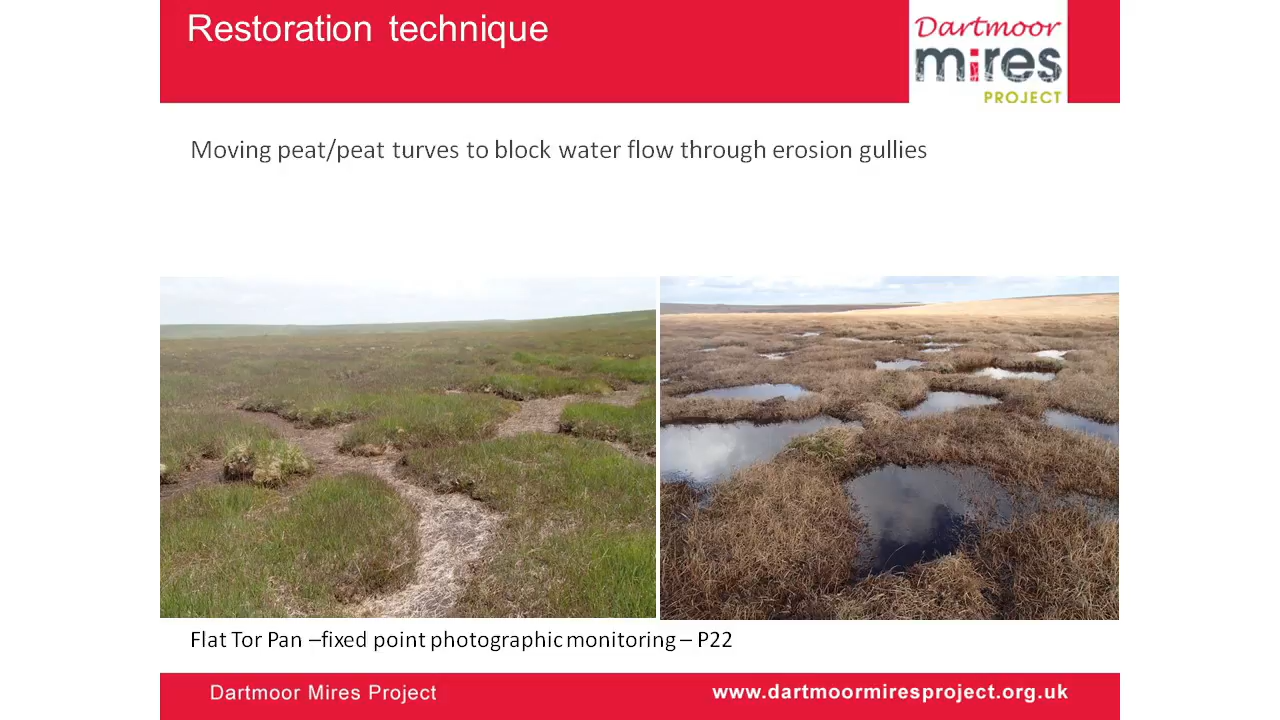 Restoration technique
Dartmoor
mires
PROJECT
Moving peat/peat turves to block water flow through erosion gullies
Flat Tor Pan –fixed point photographic monitoring – P22
Dartmoor Mires Project
www.dartmoormiresproject.org.uk